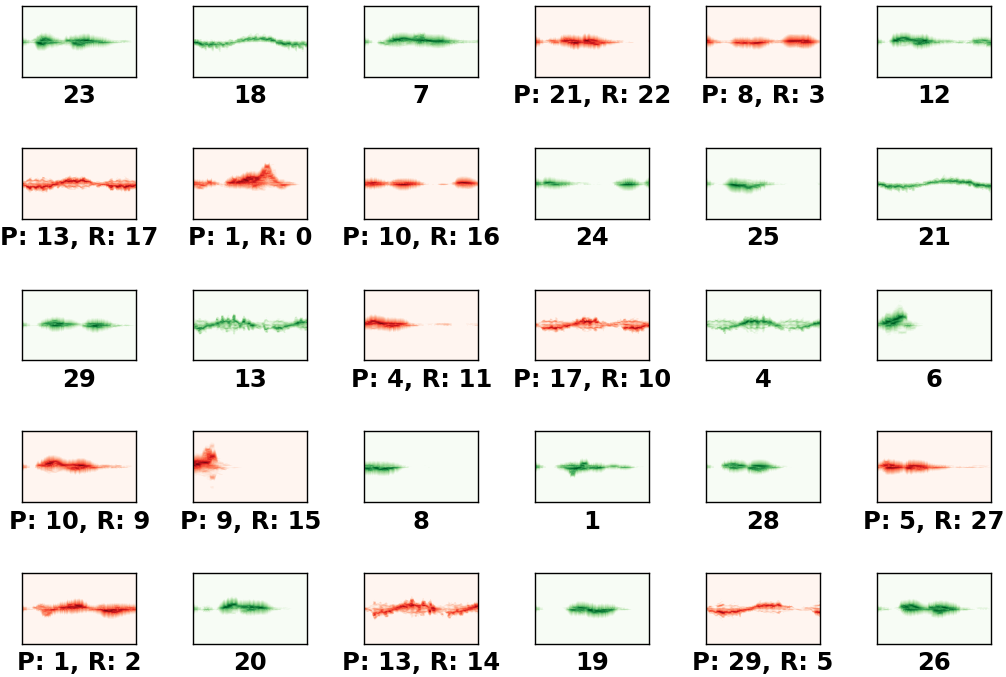 23 18 7 P: 21, R: 22 P: 8, R: 3 12
P: 13, R: 17 P: 1, R: 0 P: 10, R: 16 24 25 21
29 13 P: 4, R: 11 P: 17, R: 10 4 6
P: 10, R: 9 P: 9, R: 15 8 1 28 P: 5, R: 27
P: 1, R: 2 20 P: 13, R: 14 19 P: 29, R: 5 26